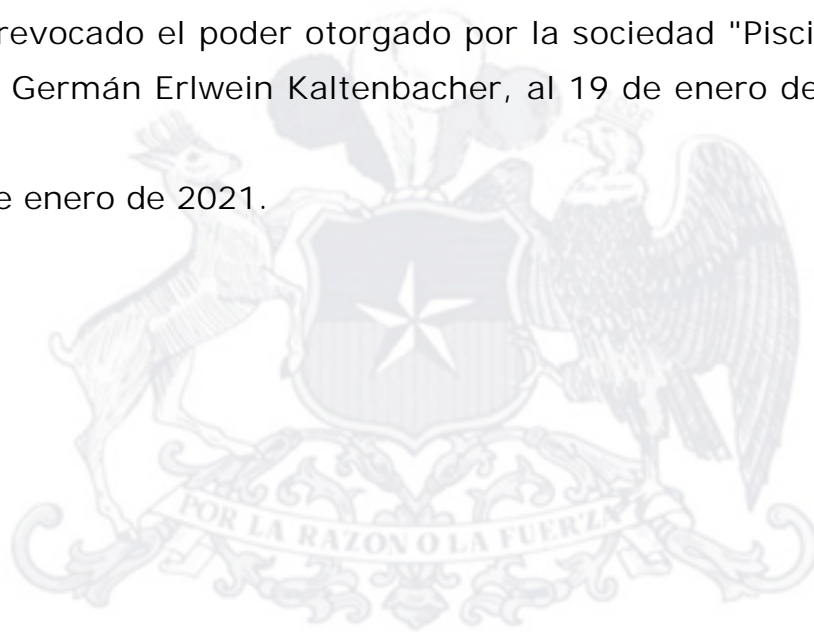 revocado el poder otorgado por la sociedad "Pisci
Germán Erlwein Kaltenbacher, al 19 de enero de
e enero de 2021.
POR LA RAZON O LA FUERZA